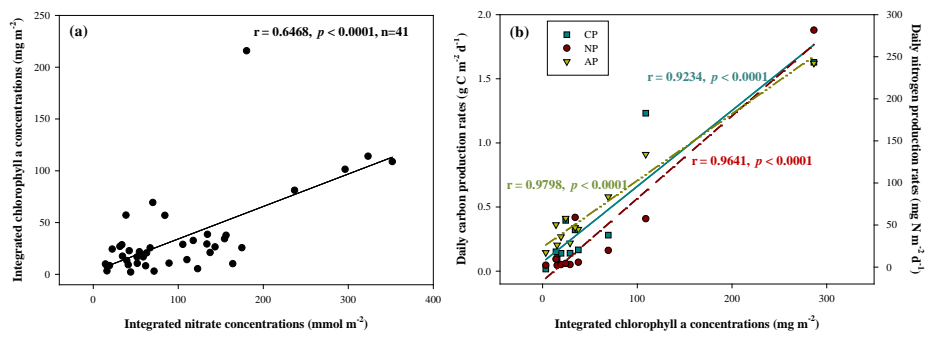 (a)
r = 0.6468, p < 0.0001, n=41
Integrated chlorophyll a concentrations (mg m⁻²)
250
200
150
100
50
0
0 100 200 300 400
Integrated nitrate concentrations (mmol m⁻²)
(b)
CP
NP
AP
r = 0.9234, p < 0.0001
r = 0.9641, p < 0.0001
r = 0.9798, p < 0.0001
Daily carbon production rates (g C m⁻² d⁻¹)
2.0
1.5
1.0
0.5
0.0
Daily nitrogen production rates (mg N m⁻² d⁻¹)
300
250
200
150
100
50
0
0 100 200 300
Integrated chlorophyll a concentrations (mg m⁻²)